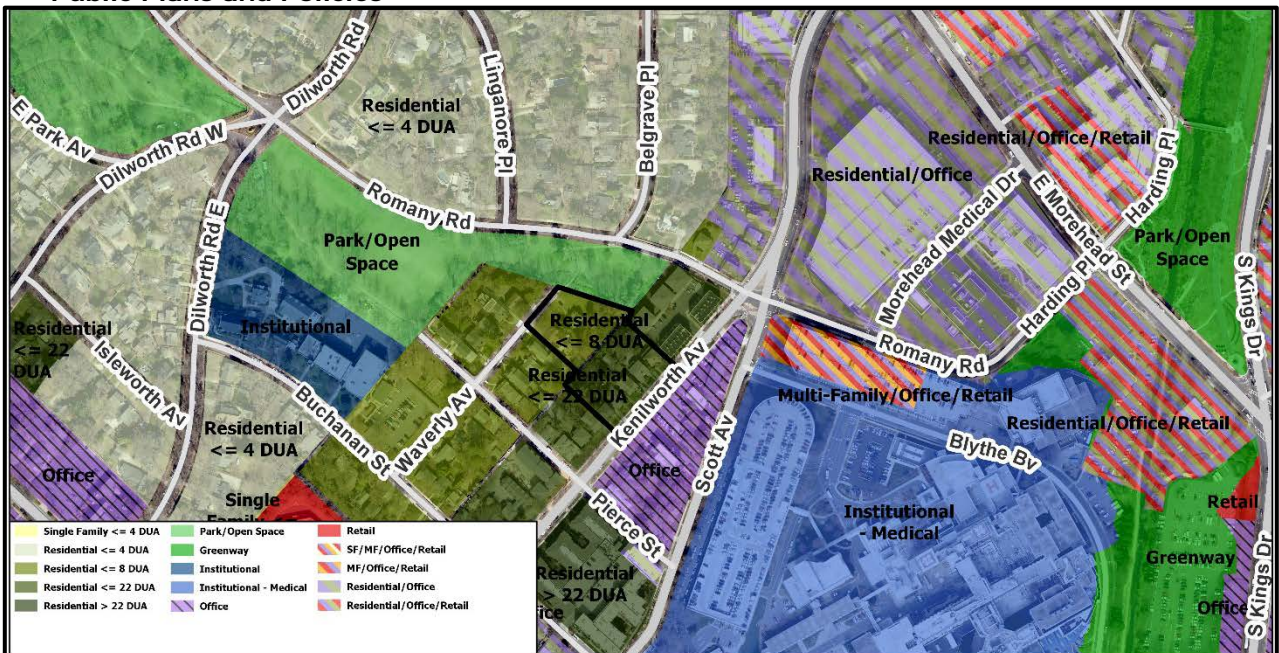 Public Plans and Policies
E Park Av
Dilworth Rd W
Dilworth Rd
Residential
<= 4 DUA
Linganore Pl
Belgrave Pl
Romany Rd
Park/Open
Space
Dilworth Rd E
Institutional
Residential
<= 22
DUA
Isleworth Av
Buchanan St
Residential
<= 4 DUA
Office
Single
Family
Waverly Av
Residential
<= 8 DUA
Residential
<= 22 DUA
Kenilworth Av
Office
Scott Av
Pierce St
Residential
> 22 DUA
Residential/Office
Morehead Medical Dr
Residential/Office/Retail
E Morehead St
Harding Pl
Harding Pl
Park/Open
Space
S Kings Dr
Romany Rd
Multi-Family/Office/Retail
Blythe Bv
Residential/Office/Retail
Institutional
- Medical
Retail
Greenway
Office
S Kings Dr
Single Family <= 4 DUA
Residential <= 4 DUA
Residential <= 8 DUA
Residential <= 22 DUA
Residential > 22 DUA
Park/Open Space
Greenway
Institutional
Institutional - Medical
Office
Retail
SF/MF/Office/Retail
MF/Office/Retail
Residential/Office
Residential/Office/Retail